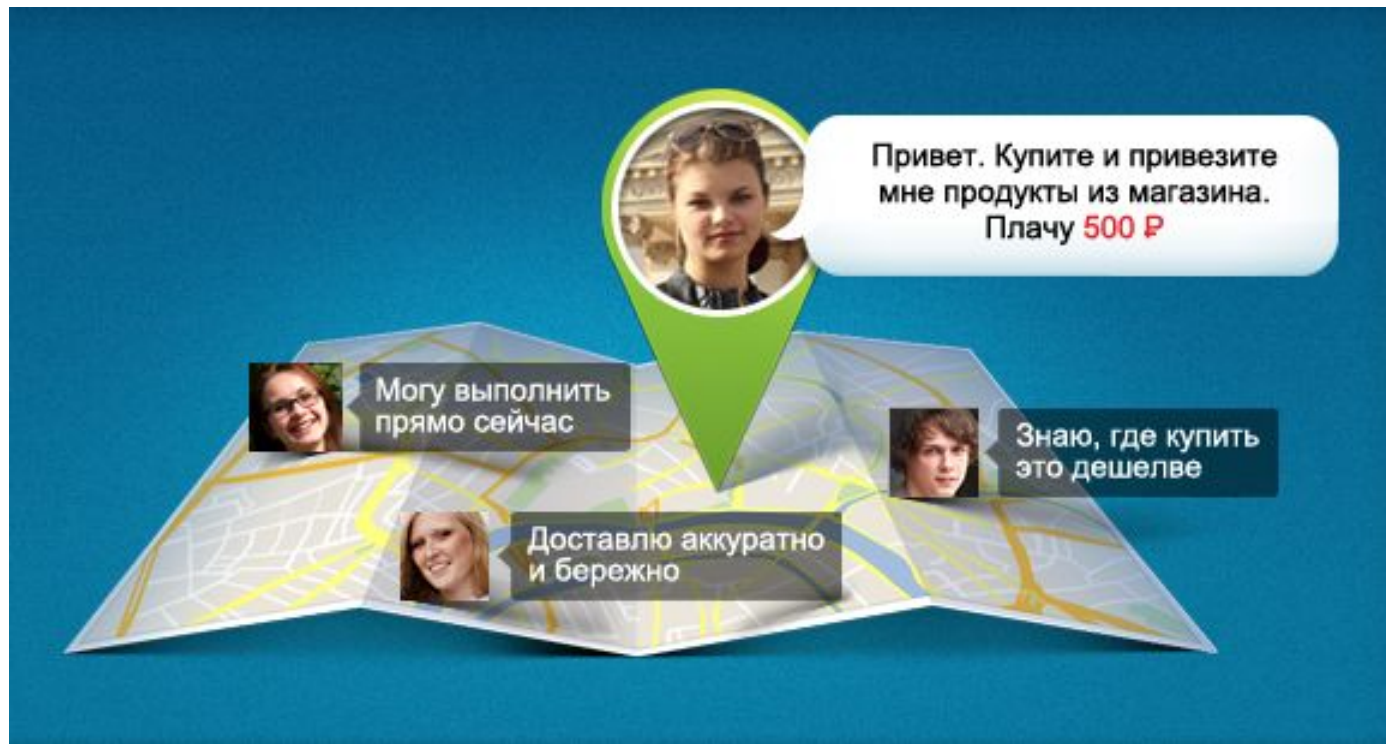 Привет. Купите и привезите
мне продукты из магазина.
Плачу 500 ₽
Могу выполнить
прямо сейчас
Знаю, где купить
это дешелве
Доставлю аккуратно
и бережно